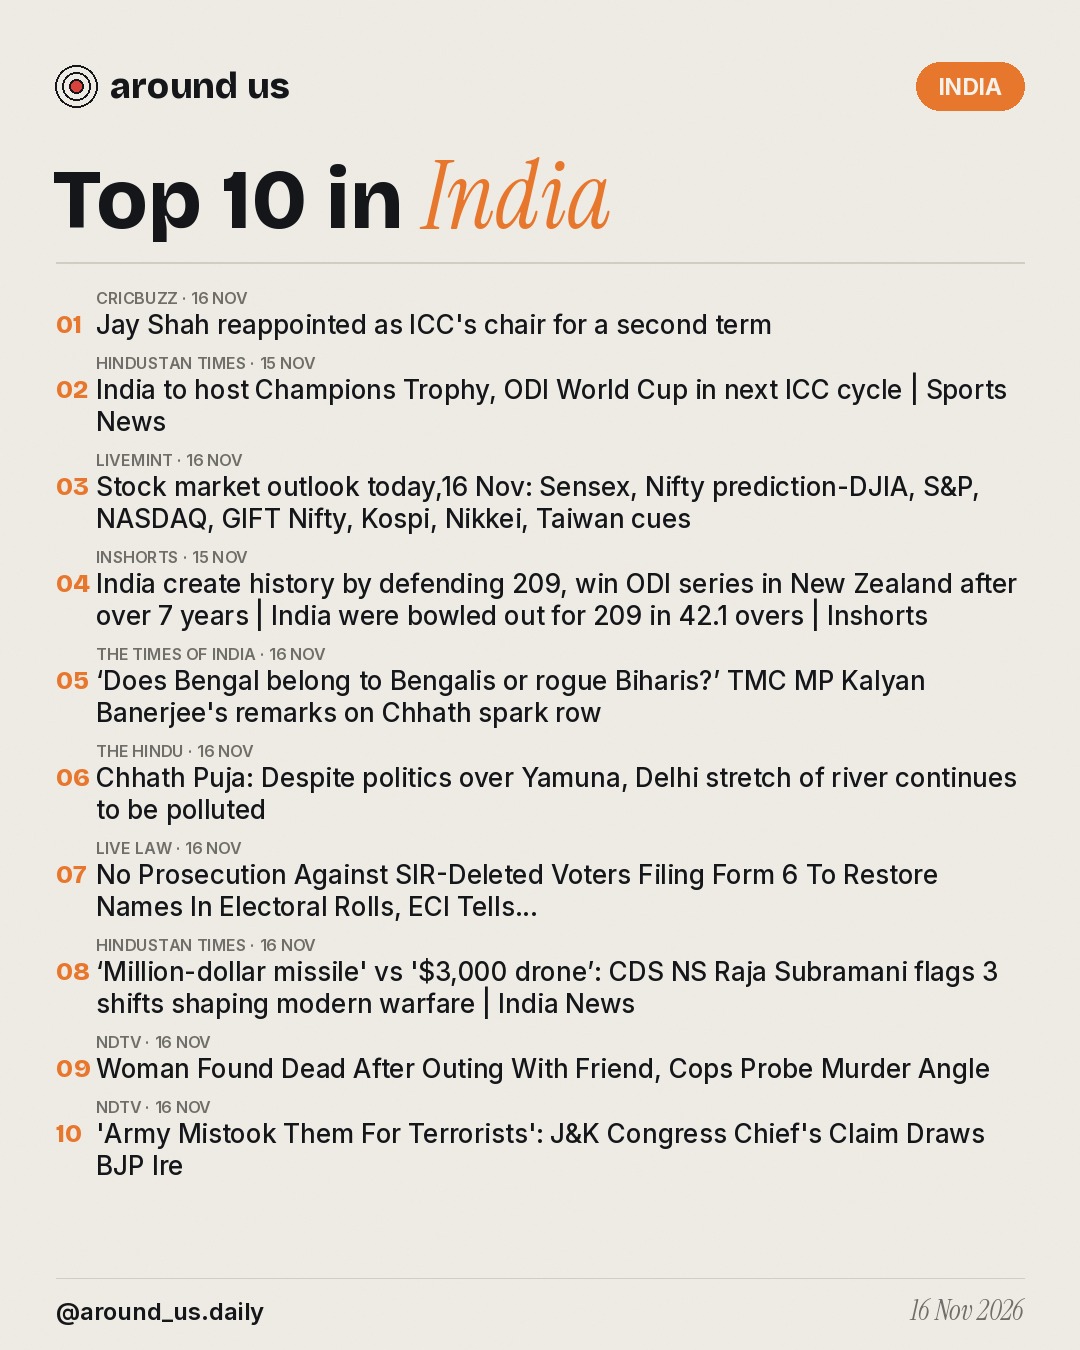 around us
INDIA
Top 10 in India
CRICBUZZ · 16 NOV
01 Jay Shah reappointed as ICC's chair for a second term
HINDUSTAN TIMES · 15 NOV
02 India to host Champions Trophy, ODI World Cup in next ICC cycle | Sports
News
LIVEMINT · 16 NOV
03 Stock market outlook today,16 Nov: Sensex, Nifty prediction-DJIA, S&P,
NASDAQ, GIFT Nifty, Kospi, Nikkei, Taiwan cues
INSHORTS · 15 NOV
04 India create history by defending 209, win ODI series in New Zealand after
over 7 years | India were bowled out for 209 in 42.1 overs | Inshorts
THE TIMES OF INDIA · 16 NOV
05 ‘Does Bengal belong to Bengalis or rogue Biharis?’ TMC MP Kalyan
Banerjee's remarks on Chhath spark row
THE HINDU · 16 NOV
06 Chhath Puja: Despite politics over Yamuna, Delhi stretch of river continues
to be polluted
LIVE LAW · 16 NOV
07 No Prosecution Against SIR-Deleted Voters Filing Form 6 To Restore
Names In Electoral Rolls, ECI Tells...
HINDUSTAN TIMES · 16 NOV
08 ‘Million-dollar missile' vs '$3,000 drone’: CDS NS Raja Subramani flags 3
shifts shaping modern warfare | India News
NDTV · 16 NOV
09 Woman Found Dead After Outing With Friend, Cops Probe Murder Angle
NDTV · 16 NOV
10 'Army Mistook Them For Terrorists': J&K Congress Chief's Claim Draws
BJP Ire
@around_us.daily
16 Nov 2026